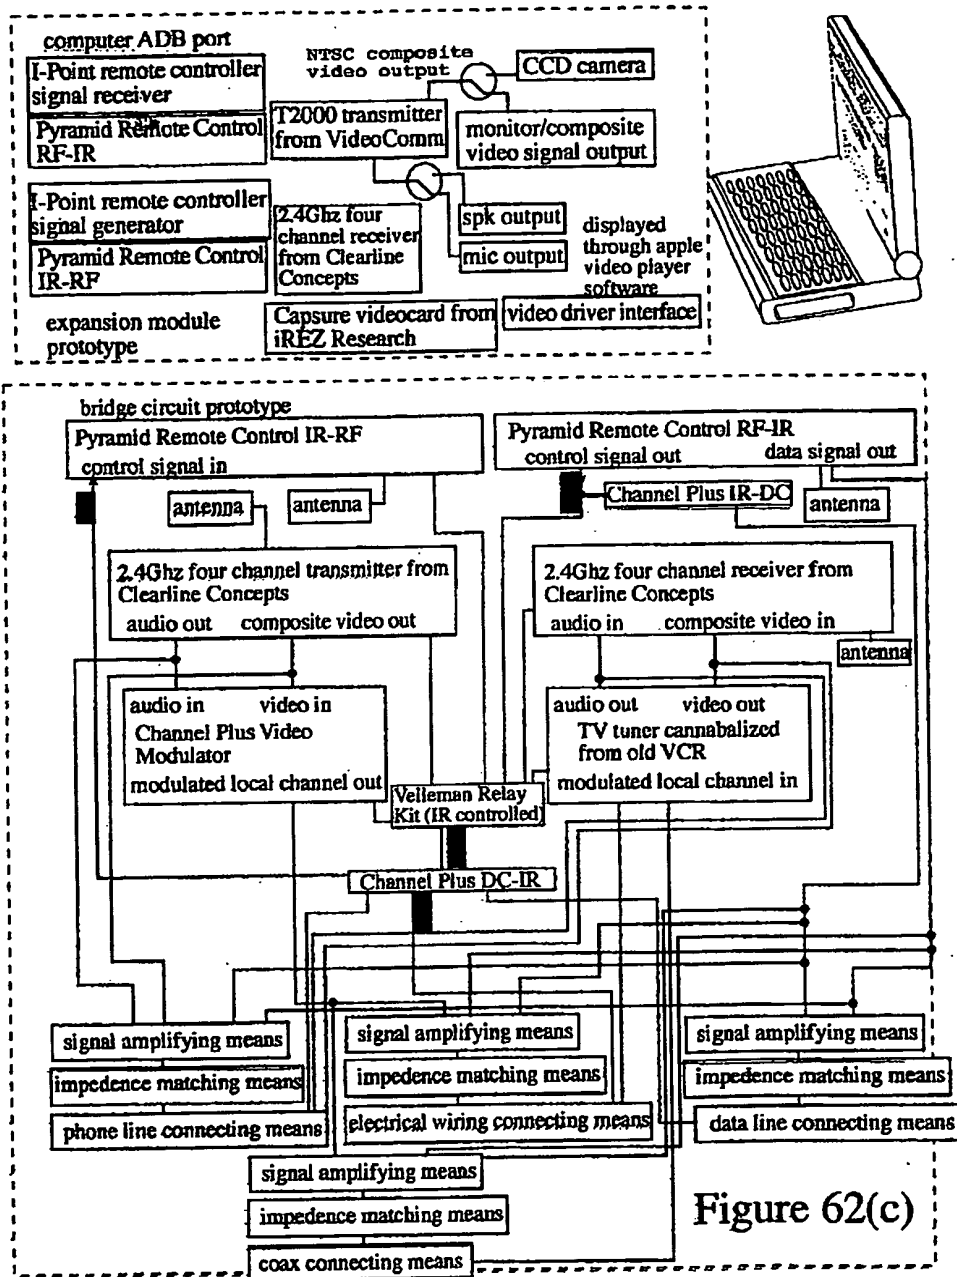 computer ADB port
I-Point remote controller
signal receiver
Pyramid Remote Control
RF-IR
NTSC composite
video output
CCD camera
T2000 transmitter
from VideoComm
monitor/composite
video signal output
I-Point remote controller
signal generator
Pyramid Remote Control
IR-RF
2.4Ghz four
channel receiver
from Clearline
Concepts
spk output
mic output
displayed
through apple
video player
software
expansion module
prototype
Capsure videocard from
iREZ Research
video driver interface
bridge circuit prototype
Pyramid Remote Control IR-RF
control signal in
Pyramid Remote Control RF-IR
control signal out
data signal out
antenna
antenna
Channel Plus IR-DC
antenna
2.4Ghz four channel transmitter from
Clearline Concepts
audio out composite video out
2.4Ghz four channel receiver from
Clearline Concepts
audio in composite video in
antenna
audio in video in
Channel Plus Video
Modulator
modulated local channel out
audio out video out
TV tuner cannabalized
from old VCR
modulated local channel in
Velleman Relay
Kit (IR controlled)
Channel Plus DC-IR
signal amplifying means
impedence matching means
phone line connecting means
signal amplifying means
impedence matching means
electrical wiring connecting means
signal amplifying means
impedence matching means
data line connecting means
signal amplifying means
impedence matching means
coax connecting means
Figure 62(c)